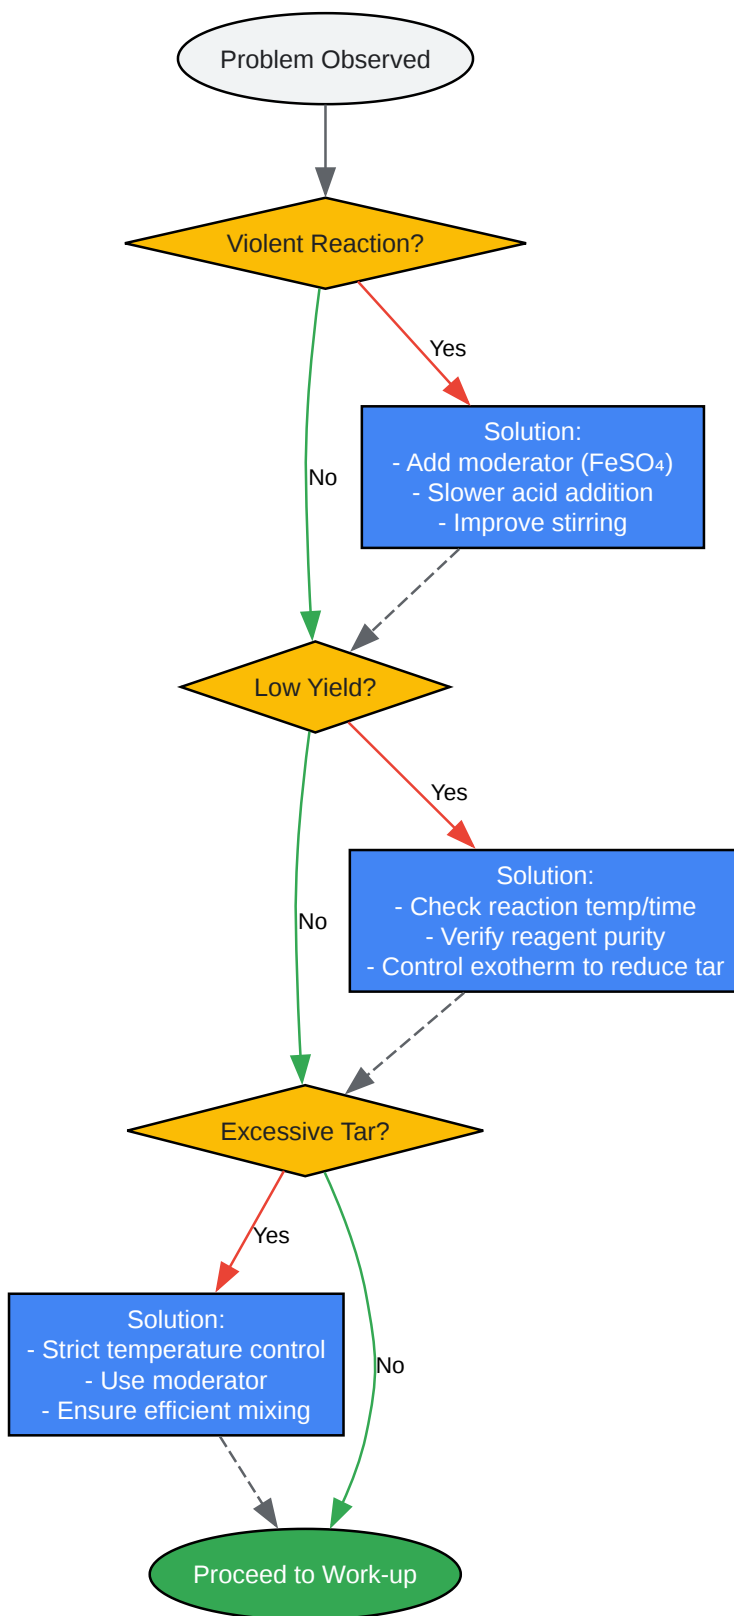 Problem Observed
Violent Reaction?
Yes
Solution:
- Add moderator (FeSO₄)
- Slower acid addition
- Improve stirring
No
Low Yield?
Yes
Solution:
- Check reaction temp/time
- Verify reagent purity
- Control exotherm to reduce tar
No
Excessive Tar?
Yes
Solution:
- Strict temperature control
- Use moderator
- Ensure efficient mixing
No
Proceed to Work-up